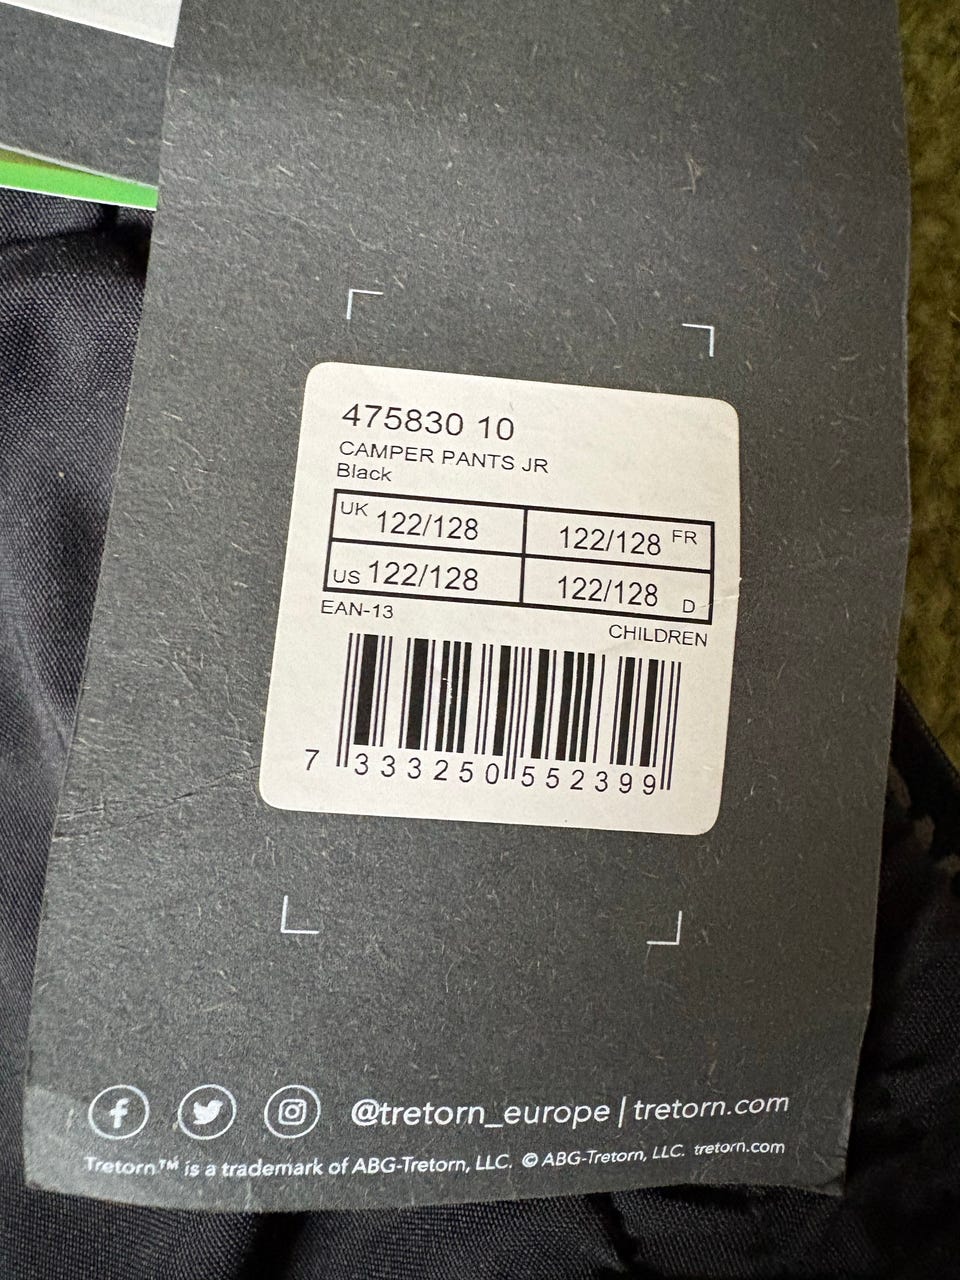 475830 10
CAMPER PANTS JR
Black
UK 122/128 122/128 FR
US 122/128 122/128 D
EAN-13
CHILDREN
7 333250 552399
@tretorn_europe | tretorn.com
Tretorn™ is a trademark of ABG-Tretorn, LLC. © ABG-Tretorn, LLC. tretorn.com